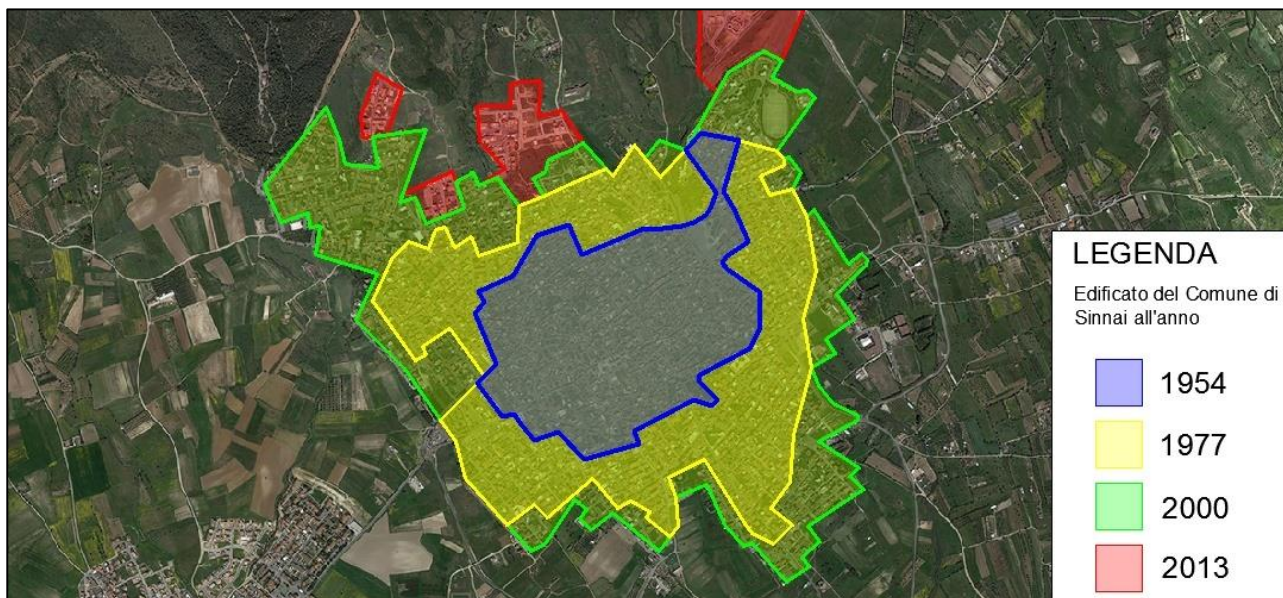 LEGENDA
Edificato del Comune di
Sinnai all'anno
1954
1977
2000
2013